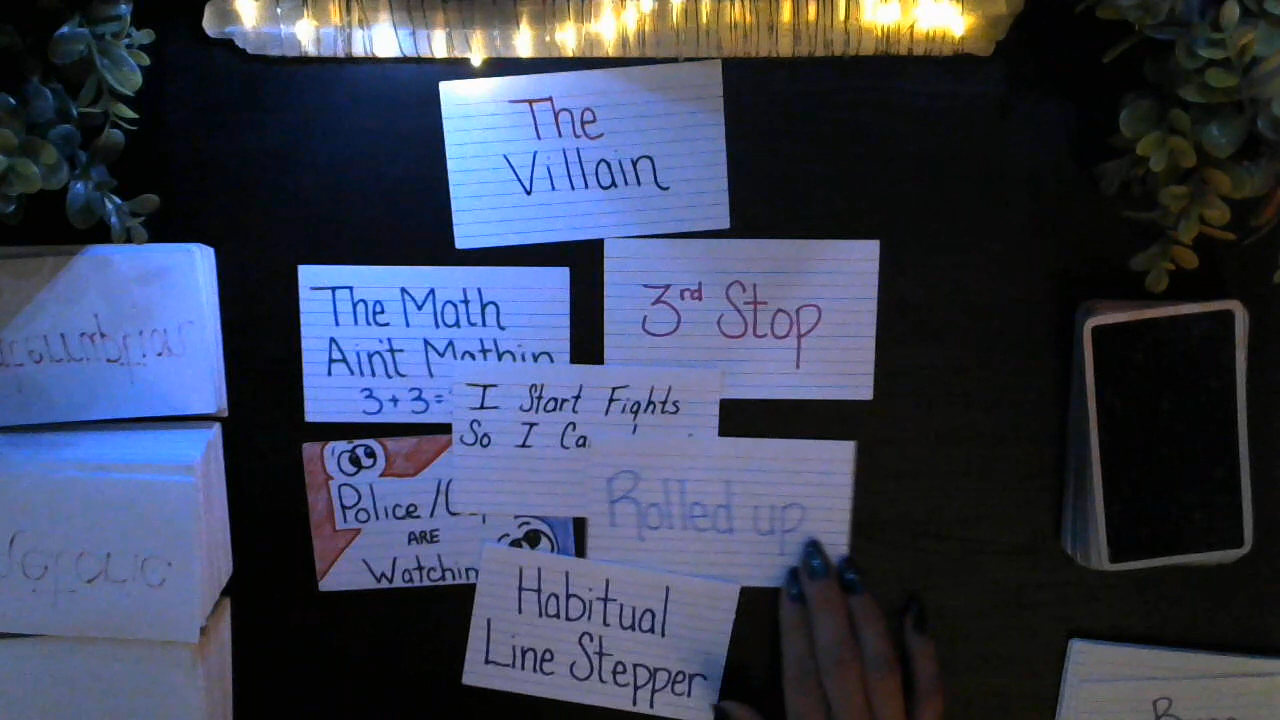 The
Villain
The Math
Ain't Mathin
3+3=
3rd Stop
I Start Fights
So I Ca
Rolled up
Police/
ARE
Watchin
Habitual
Line Stepper